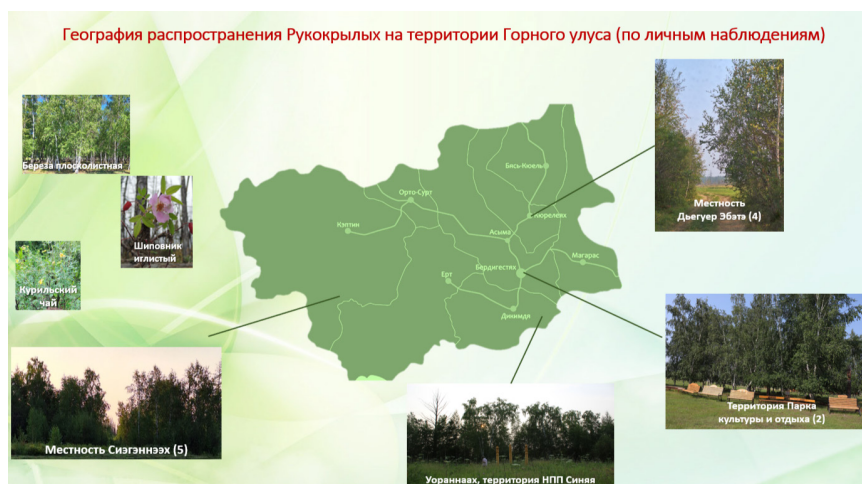 География распространения Рукокрылых на территории Горного улуса (по личным наблюдениям)
Береза плосколистная
Шиповник
иглистый
Курильский
чай
Бясь-Кюель
Орто-Сурт
Кэптин
Асыма
Магарас
Бердигестях
Ерт
Дикимдя
Местность
Дьегуер Эбэтэ (4)
Местность Сиэгэннээх (5)
Территория Парка
культуры и отдыха (2)
Уораннаах, территория НПП Синяя